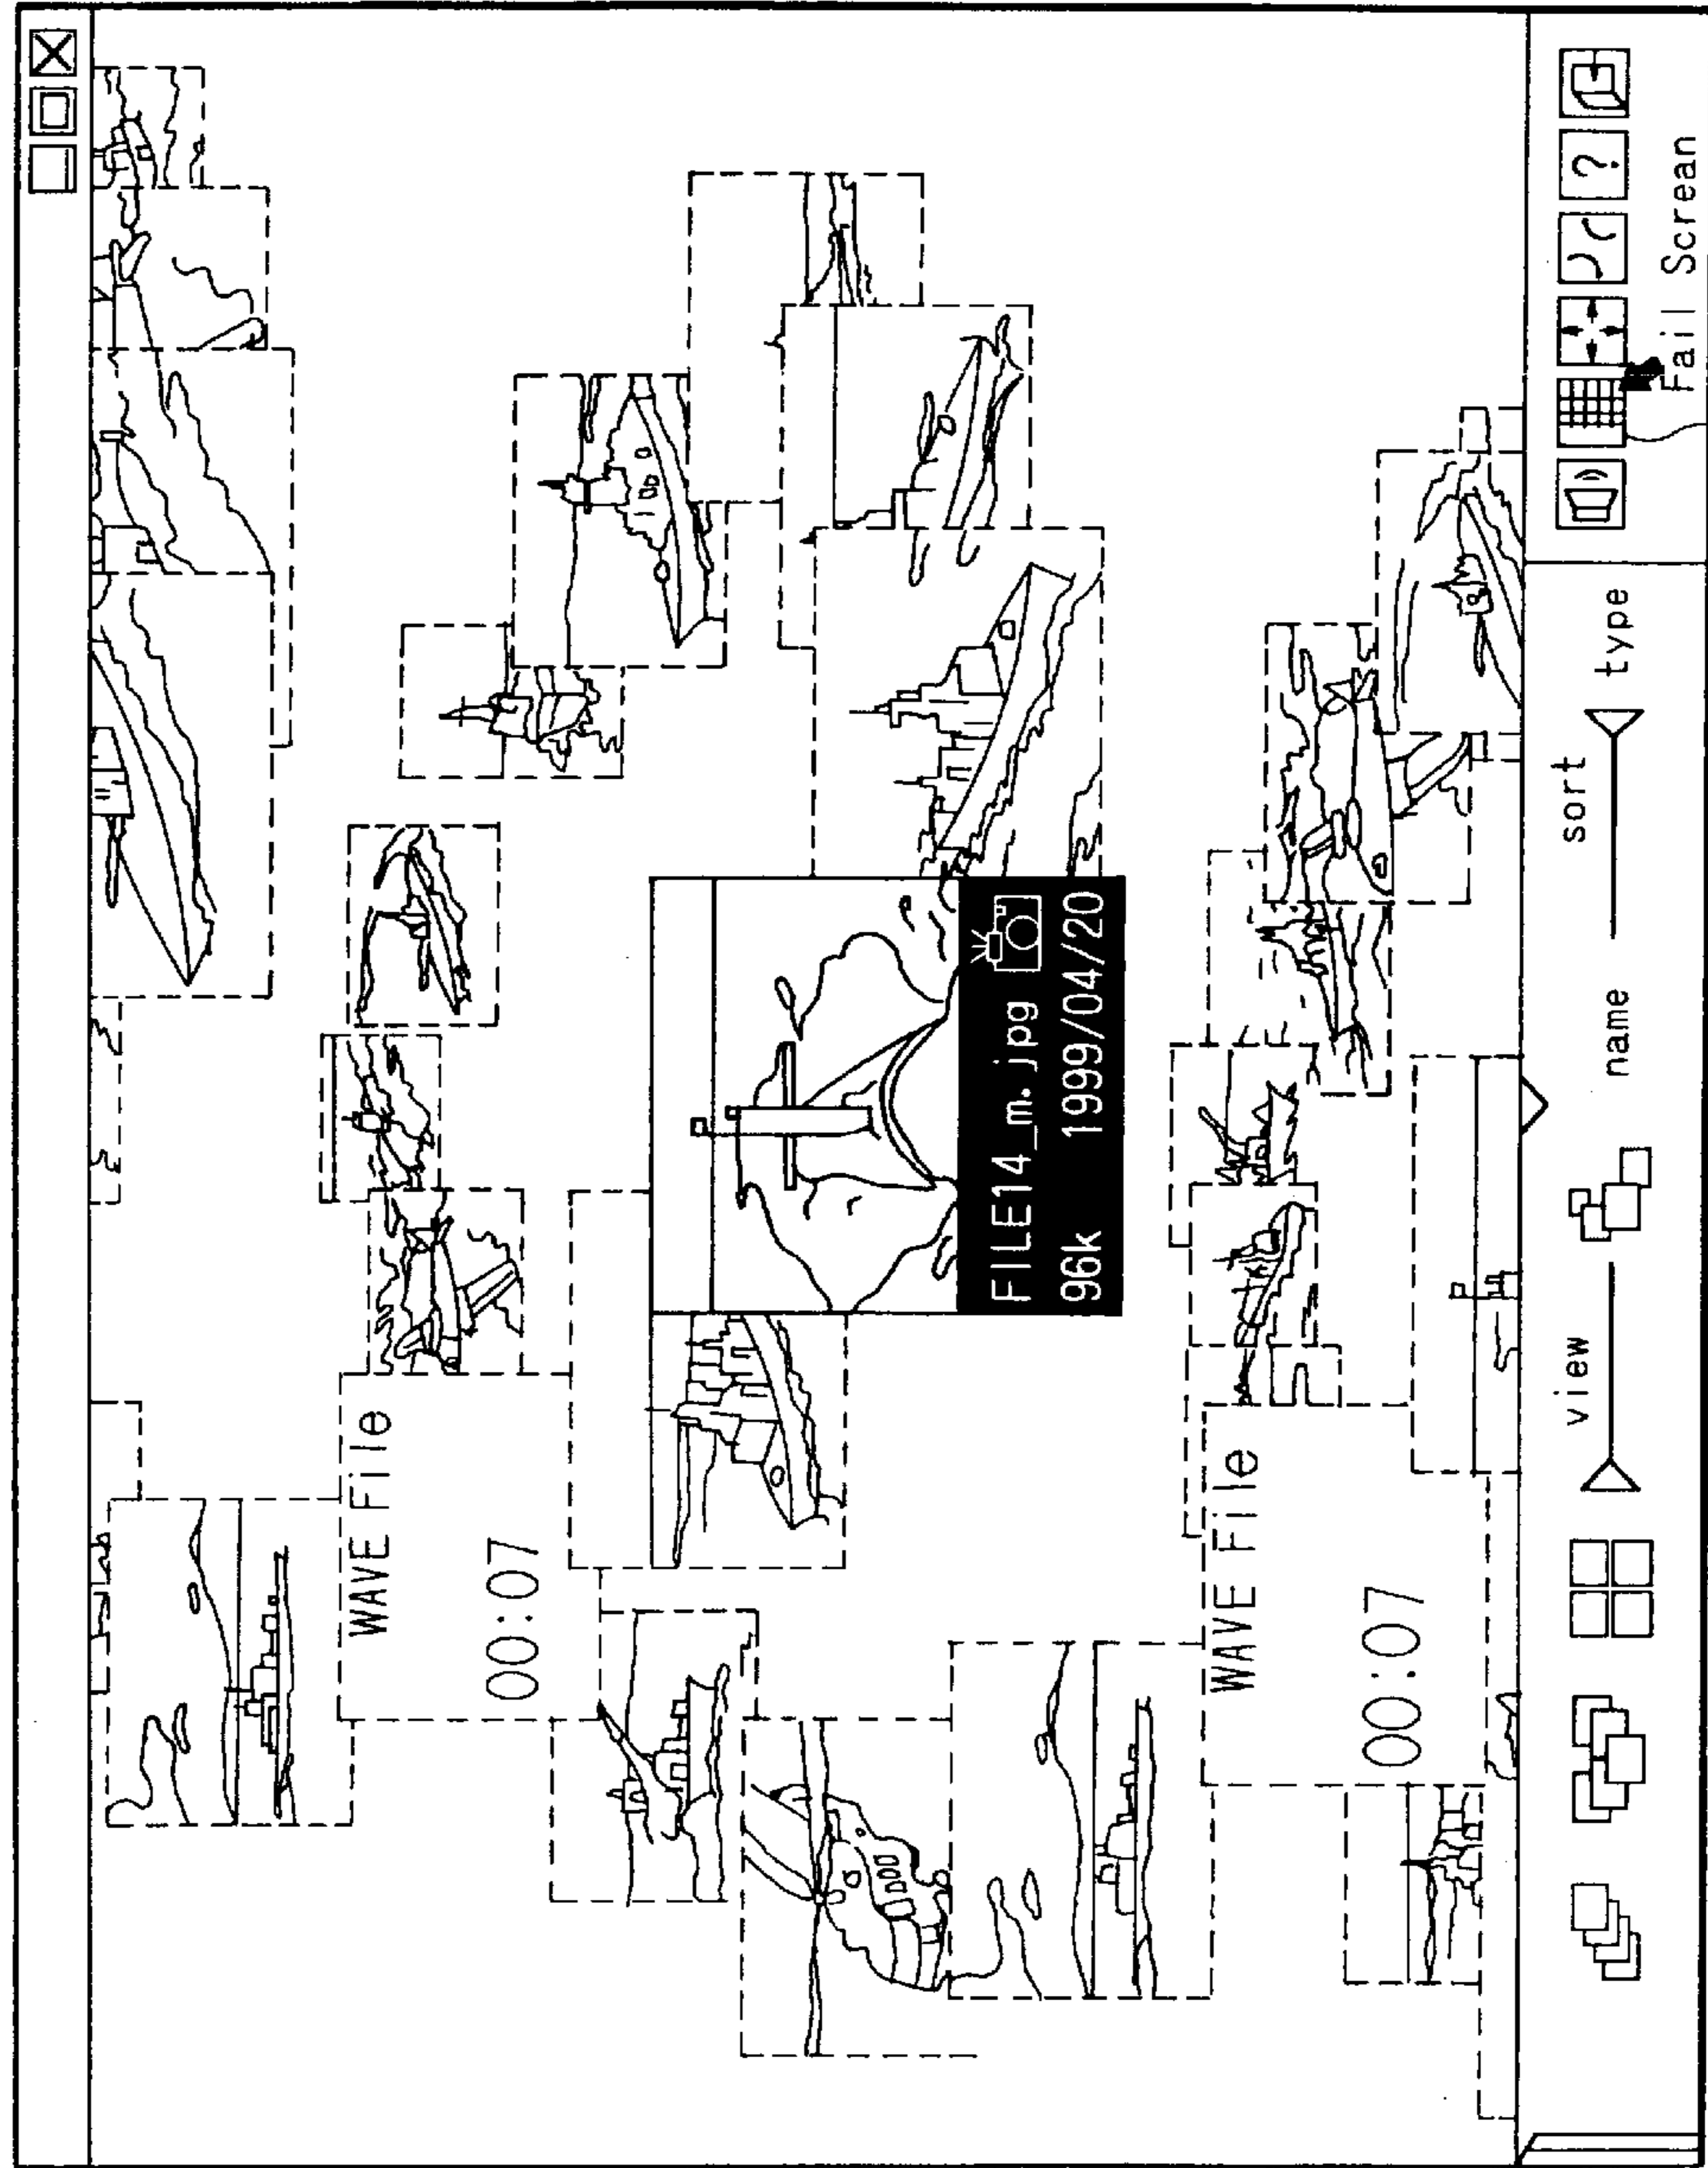 WAVE File
00:07
FILE14_m.jpg
96k 1999/04/20
WAVE File
00:07
view
sort
name
type
?
Fail Screan